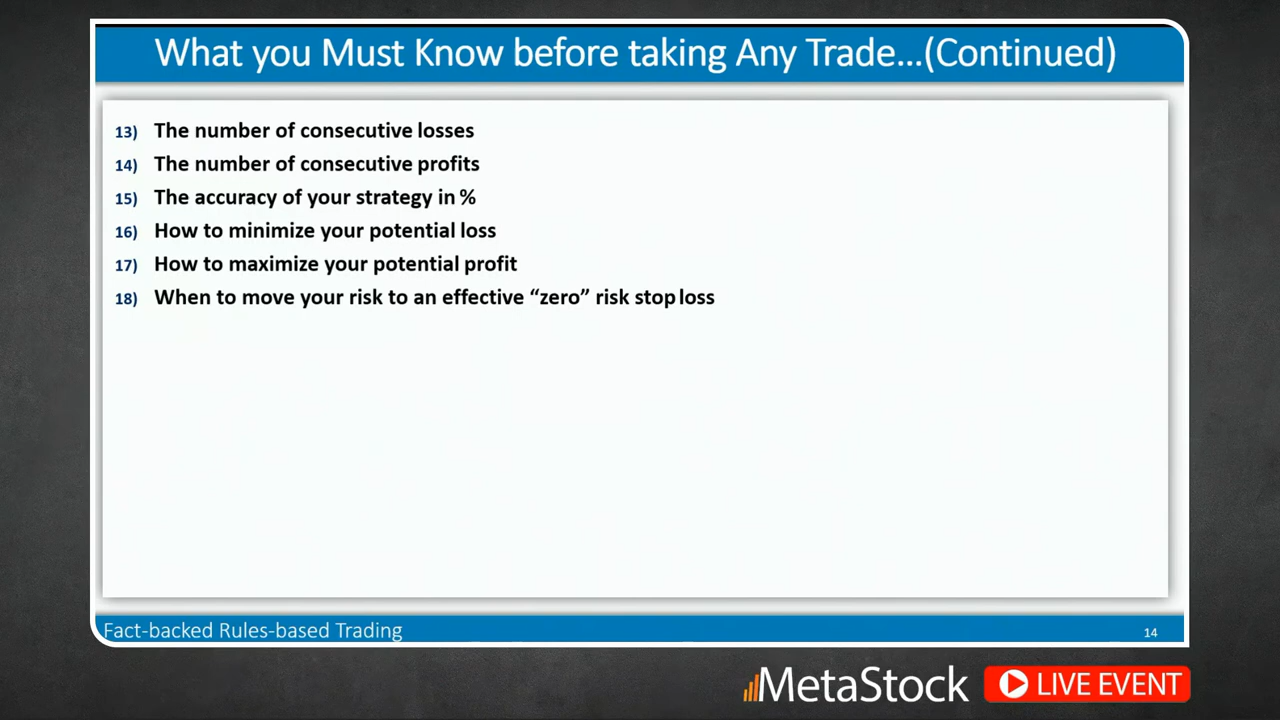 What you Must Know before taking Any Trade...(Continued)
13) The number of consecutive losses
14) The number of consecutive profits
15) The accuracy of your strategy in %
16) How to minimize your potential loss
17) How to maximize your potential profit
18) When to move your risk to an effective “zero” risk stop loss
Fact-backed Rules-based Trading
14
MetaStock
LIVE EVENT